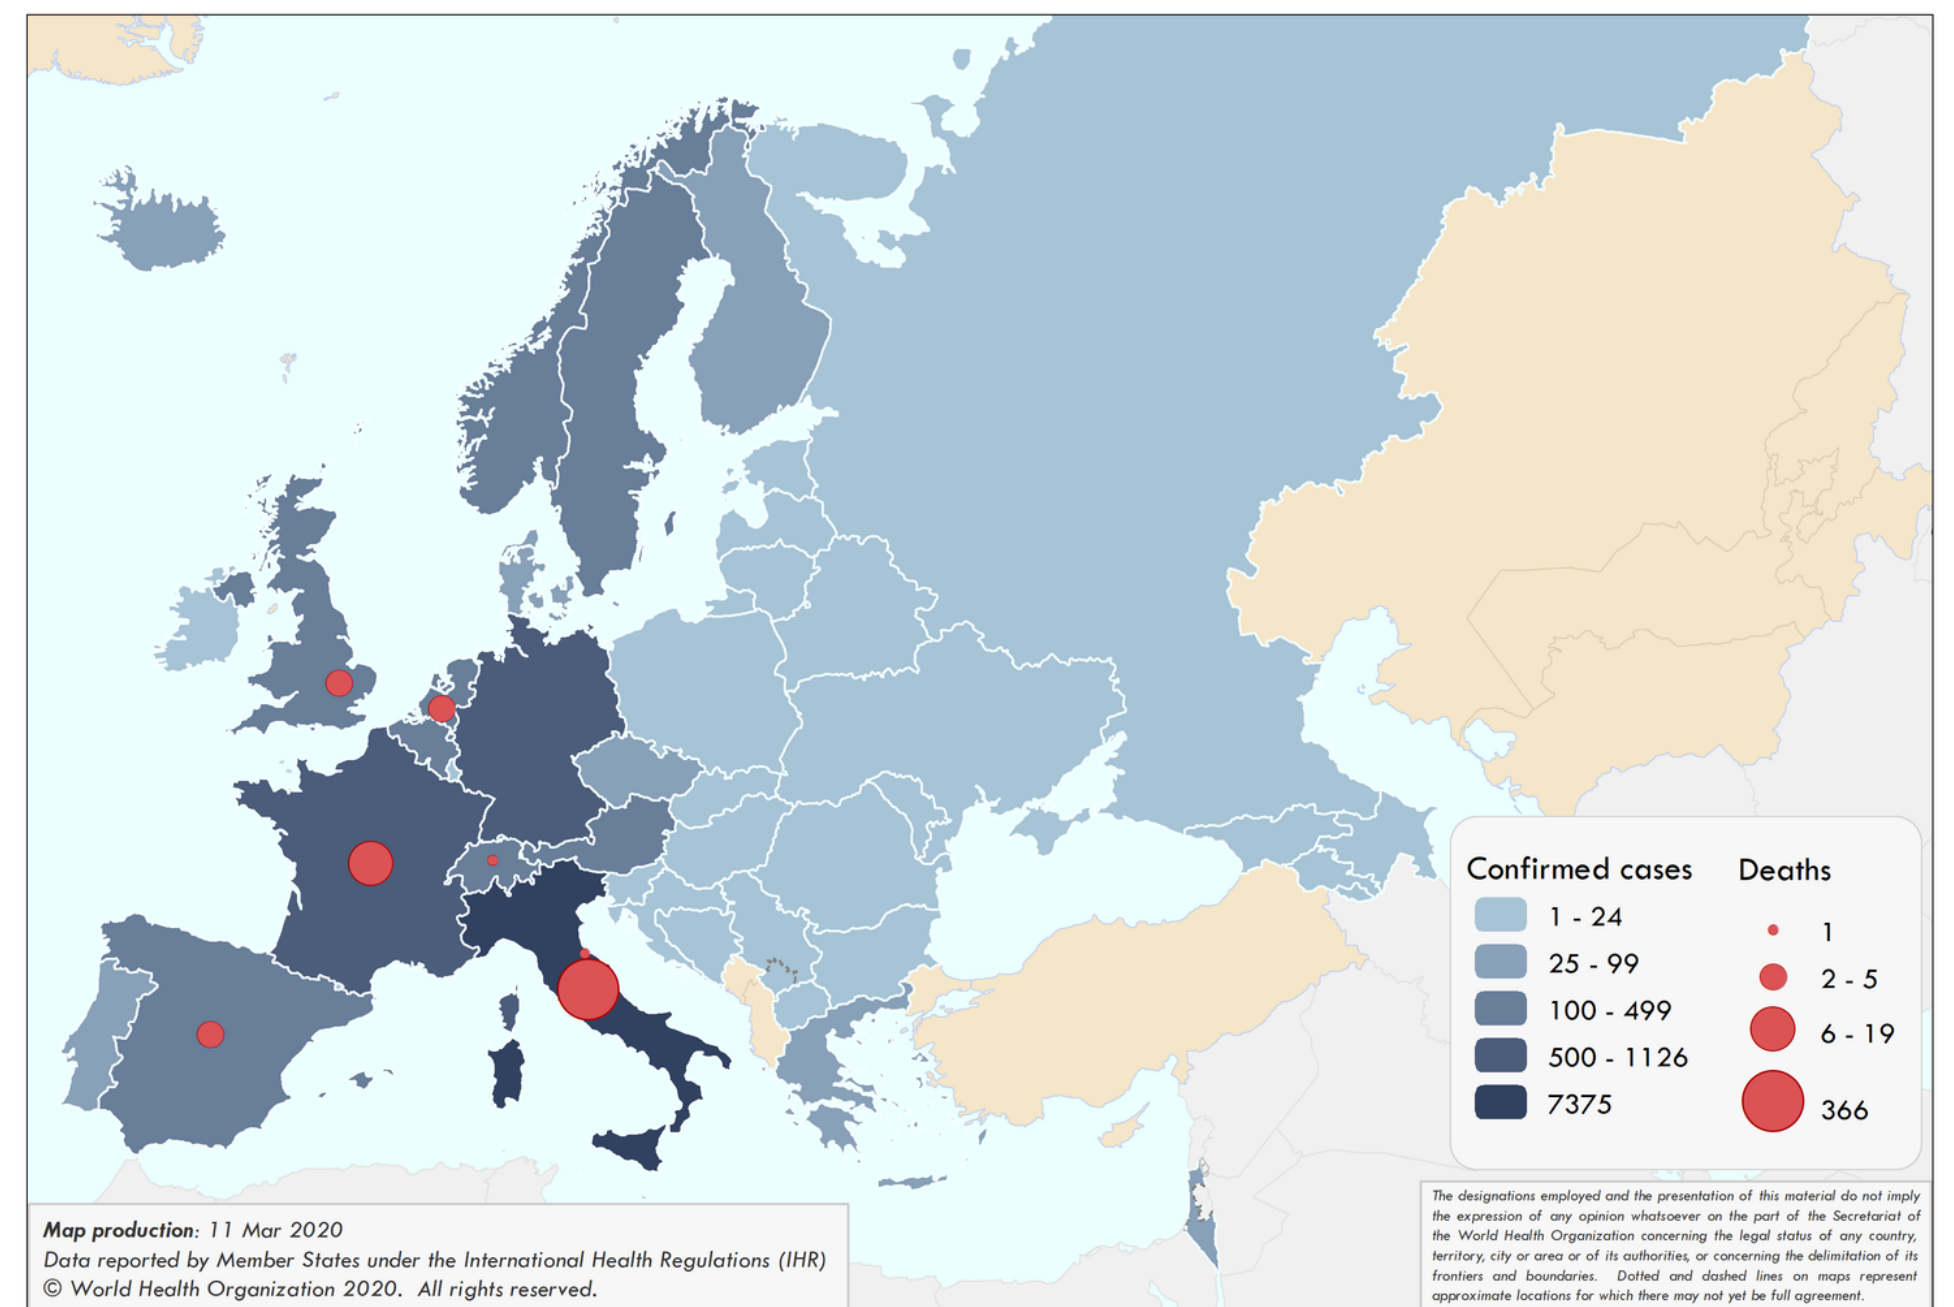 Confirmed cases
1 - 24
25 - 99
100 - 499
500 - 1126
7375
Deaths
1
2 - 5
6 - 19
366
Map production: 11 Mar 2020
Data reported by Member States under the International Health Regulations (IHR)
© World Health Organization 2020. All rights reserved.
The designations employed and the presentation of this material do not imply
the expression of any opinion whatsoever on the part of the Secretariat of
the World Health Organization concerning the legal status of any country,
territory, city or area or of its authorities, or concerning the delimitation of its
frontiers and boundaries. Dotted and dashed lines on maps represent
approximate locations for which there may not yet be full agreement.